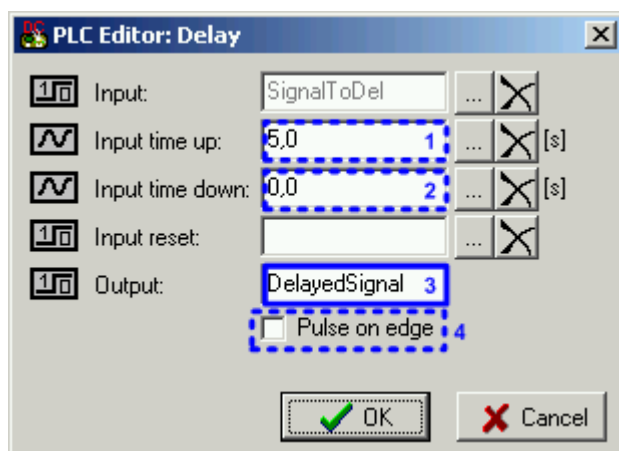 PLC Editor: Delay
Input: SignalToDel ...
Input time up: 5,0 1 ... [s]
Input time down: 0,0 2 ... [s]
Input reset: ...
Output: DelayedSignal 3
Pulse on edge 4
OK Cancel